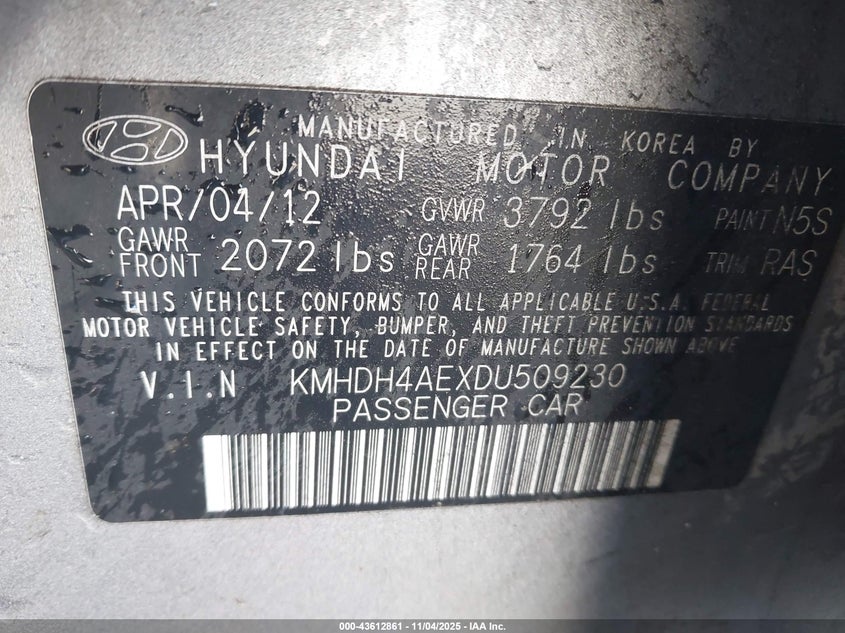 MANUFACTURED IN KOREA BY
HYUNDAI MOTOR COMPANY
APR/04/12 GVWR 3792 lbs PAINT N5S
GAWR FRONT 2072 lbs GAWR REAR 1764 lbs TRIM RAS
THIS VEHICLE CONFORMS TO ALL APPLICABLE U.S.A. FEDERAL
MOTOR VEHICLE SAFETY, BUMPER, AND THEFT PREVENTION STANDARDS
IN EFFECT ON THE DATE OF MANUFACTURE SHOWN ABOVE
V.I.N KMHDH4AEXDU509230
PASSENGER CAR
000-43612861 - 11/04/2025 - IAA Inc.